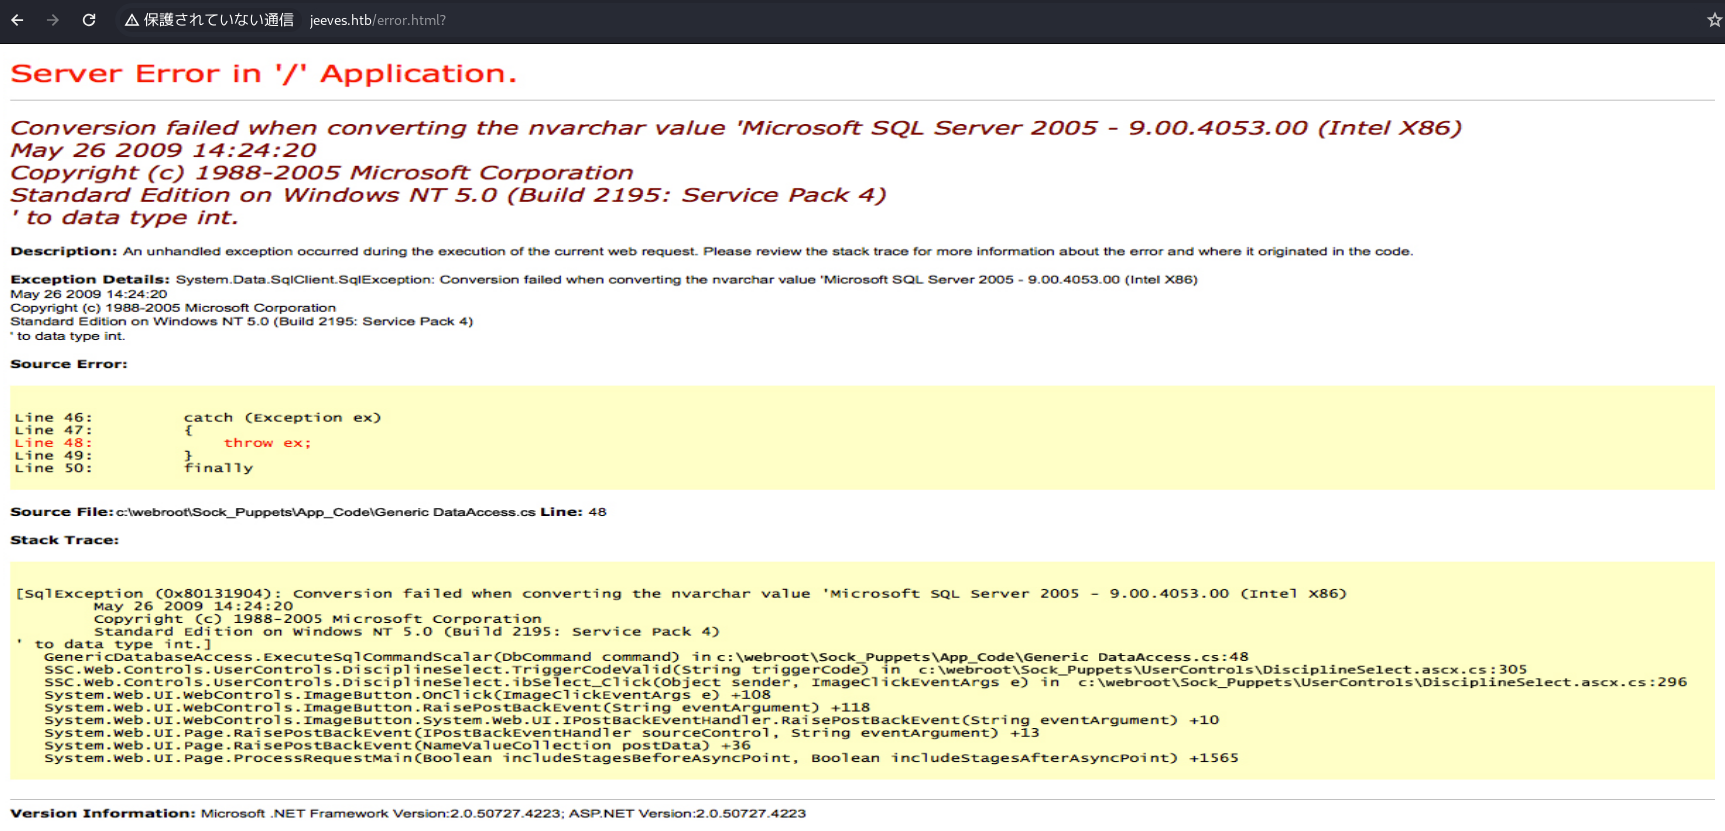 保護されていない通信 jeeves.htb/error.html?
Server Error in '/' Application.
Conversion failed when converting the nvarchar value 'Microsoft SQL Server 2005 - 9.00.4053.00 (Intel X86)
May 26 2009 14:24:20
Copyright (c) 1988-2005 Microsoft Corporation
Standard Edition on Windows NT 5.0 (Build 2195: Service Pack 4)
' to data type int.
Description: An unhandled exception occurred during the execution of the current web request. Please review the stack trace for more information about the error and where it originated in the code.
Exception Details: System.Data.SqlClient.SqlException: Conversion failed when converting the nvarchar value 'Microsoft SQL Server 2005 - 9.00.4053.00 (Intel X86)
May 26 2009 14:24:20
Copyright (c) 1988-2005 Microsoft Corporation
Standard Edition on Windows NT 5.0 (Build 2195: Service Pack 4)
' to data type int.
Source Error:
Line 46: catch (Exception ex)
Line 47: {
Line 48: throw ex;
Line 49: }
Line 50: finally
Source File: c:\webroot\Sock_Puppets\App_Code\Generic DataAccess.cs Line: 48
Stack Trace:
[SqlException (0x80131904): Conversion failed when converting the nvarchar value 'Microsoft SQL Server 2005 - 9.00.4053.00 (Intel X86)
May 26 2009 14:24:20
Copyright (c) 1988-2005 Microsoft Corporation
Standard Edition on Windows NT 5.0 (Build 2195: Service Pack 4)
' to data type int.]
GenericDatabaseAccess.ExecuteSqlCommandScalar(DbCommand command) in c:\webroot\Sock_Puppets\App_Code\Generic DataAccess.cs:48
SSC.Web.Controls.UserControls.DisciplineSelect.TriggerCodeValid(String triggerCode) in c:\webroot\Sock_Puppets\UserControls\DisciplineSelect.ascx.cs:305
SSC.Web.Controls.UserControls.DisciplineSelect.ibSelect_Click(Object sender, ImageClickEventArgs e) in c:\webroot\Sock_Puppets\UserControls\DisciplineSelect.ascx.cs:296
System.Web.UI.WebControls.ImageButton.OnClick(ImageClickEventArgs e) +108
System.Web.UI.WebControls.ImageButton.RaisePostBackEvent(String eventArgument) +118
System.Web.UI.WebControls.ImageButton.System.Web.UI.IPostBackEventHandler.RaisePostBackEvent(String eventArgument) +10
System.Web.UI.Page.RaisePostBackEvent(IPostBackEventHandler sourceControl, String eventArgument) +13
System.Web.UI.Page.RaisePostBackEvent(NameValueCollection postData) +36
System.Web.UI.Page.ProcessRequestMain(Boolean includeStagesBeforeAsyncPoint, Boolean includeStagesAfterAsyncPoint) +1565
Version Information: Microsoft .NET Framework Version:2.0.50727.4223; ASP.NET Version:2.0.50727.4223